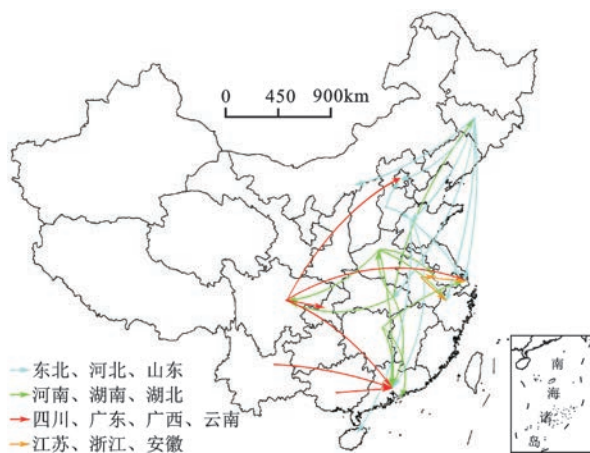 0 450 900km
东北、河北、山东
河南、湖南、湖北
四川、广东、广西、云南
江苏、浙江、安徽
南
海
诸
岛